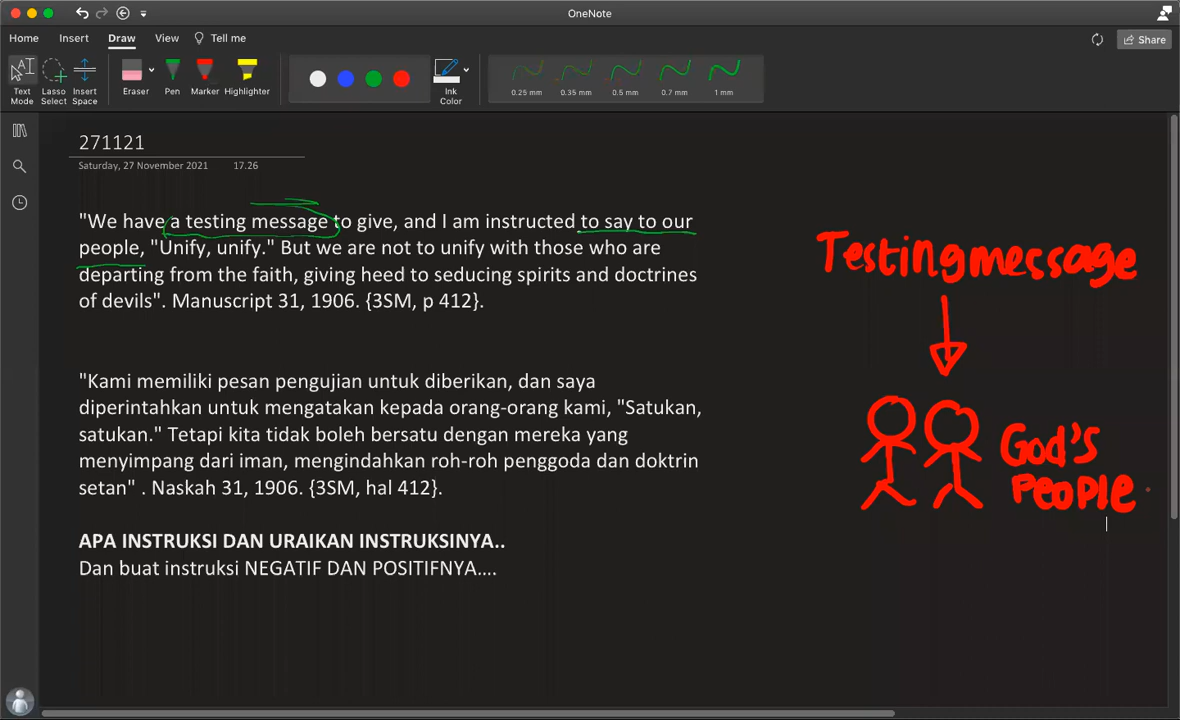 OneNote
Home Insert Draw View Tell me
Share
Text Mode
Lasso Select
Insert Space
Eraser
Pen
Marker
Highlighter
Ink Color
0.25 mm
0.35 mm
0.5 mm
0.7 mm
1 mm
271121
Saturday, 27 November 2021 17.26
"We have a testing message to give, and I am instructed to say to our
people, "Unify, unify." But we are not to unify with those who are
departing from the faith, giving heed to seducing spirits and doctrines
of devils". Manuscript 31, 1906. {3SM, p 412}.
"Kami memiliki pesan pengujian untuk diberikan, dan saya
diperintahkan untuk mengatakan kepada orang-orang kami, "Satukan,
satukan." Tetapi kita tidak boleh bersatu dengan mereka yang
menyimpang dari iman, mengindahkan roh-roh penggoda dan doktrin
setan" . Naskah 31, 1906. {3SM, hal 412}.
APA INSTRUKSI DAN URAIKAN INSTRUKSINYA..
Dan buat instruksi NEGATIF DAN POSITIFNYA....
Testing message
God's
People